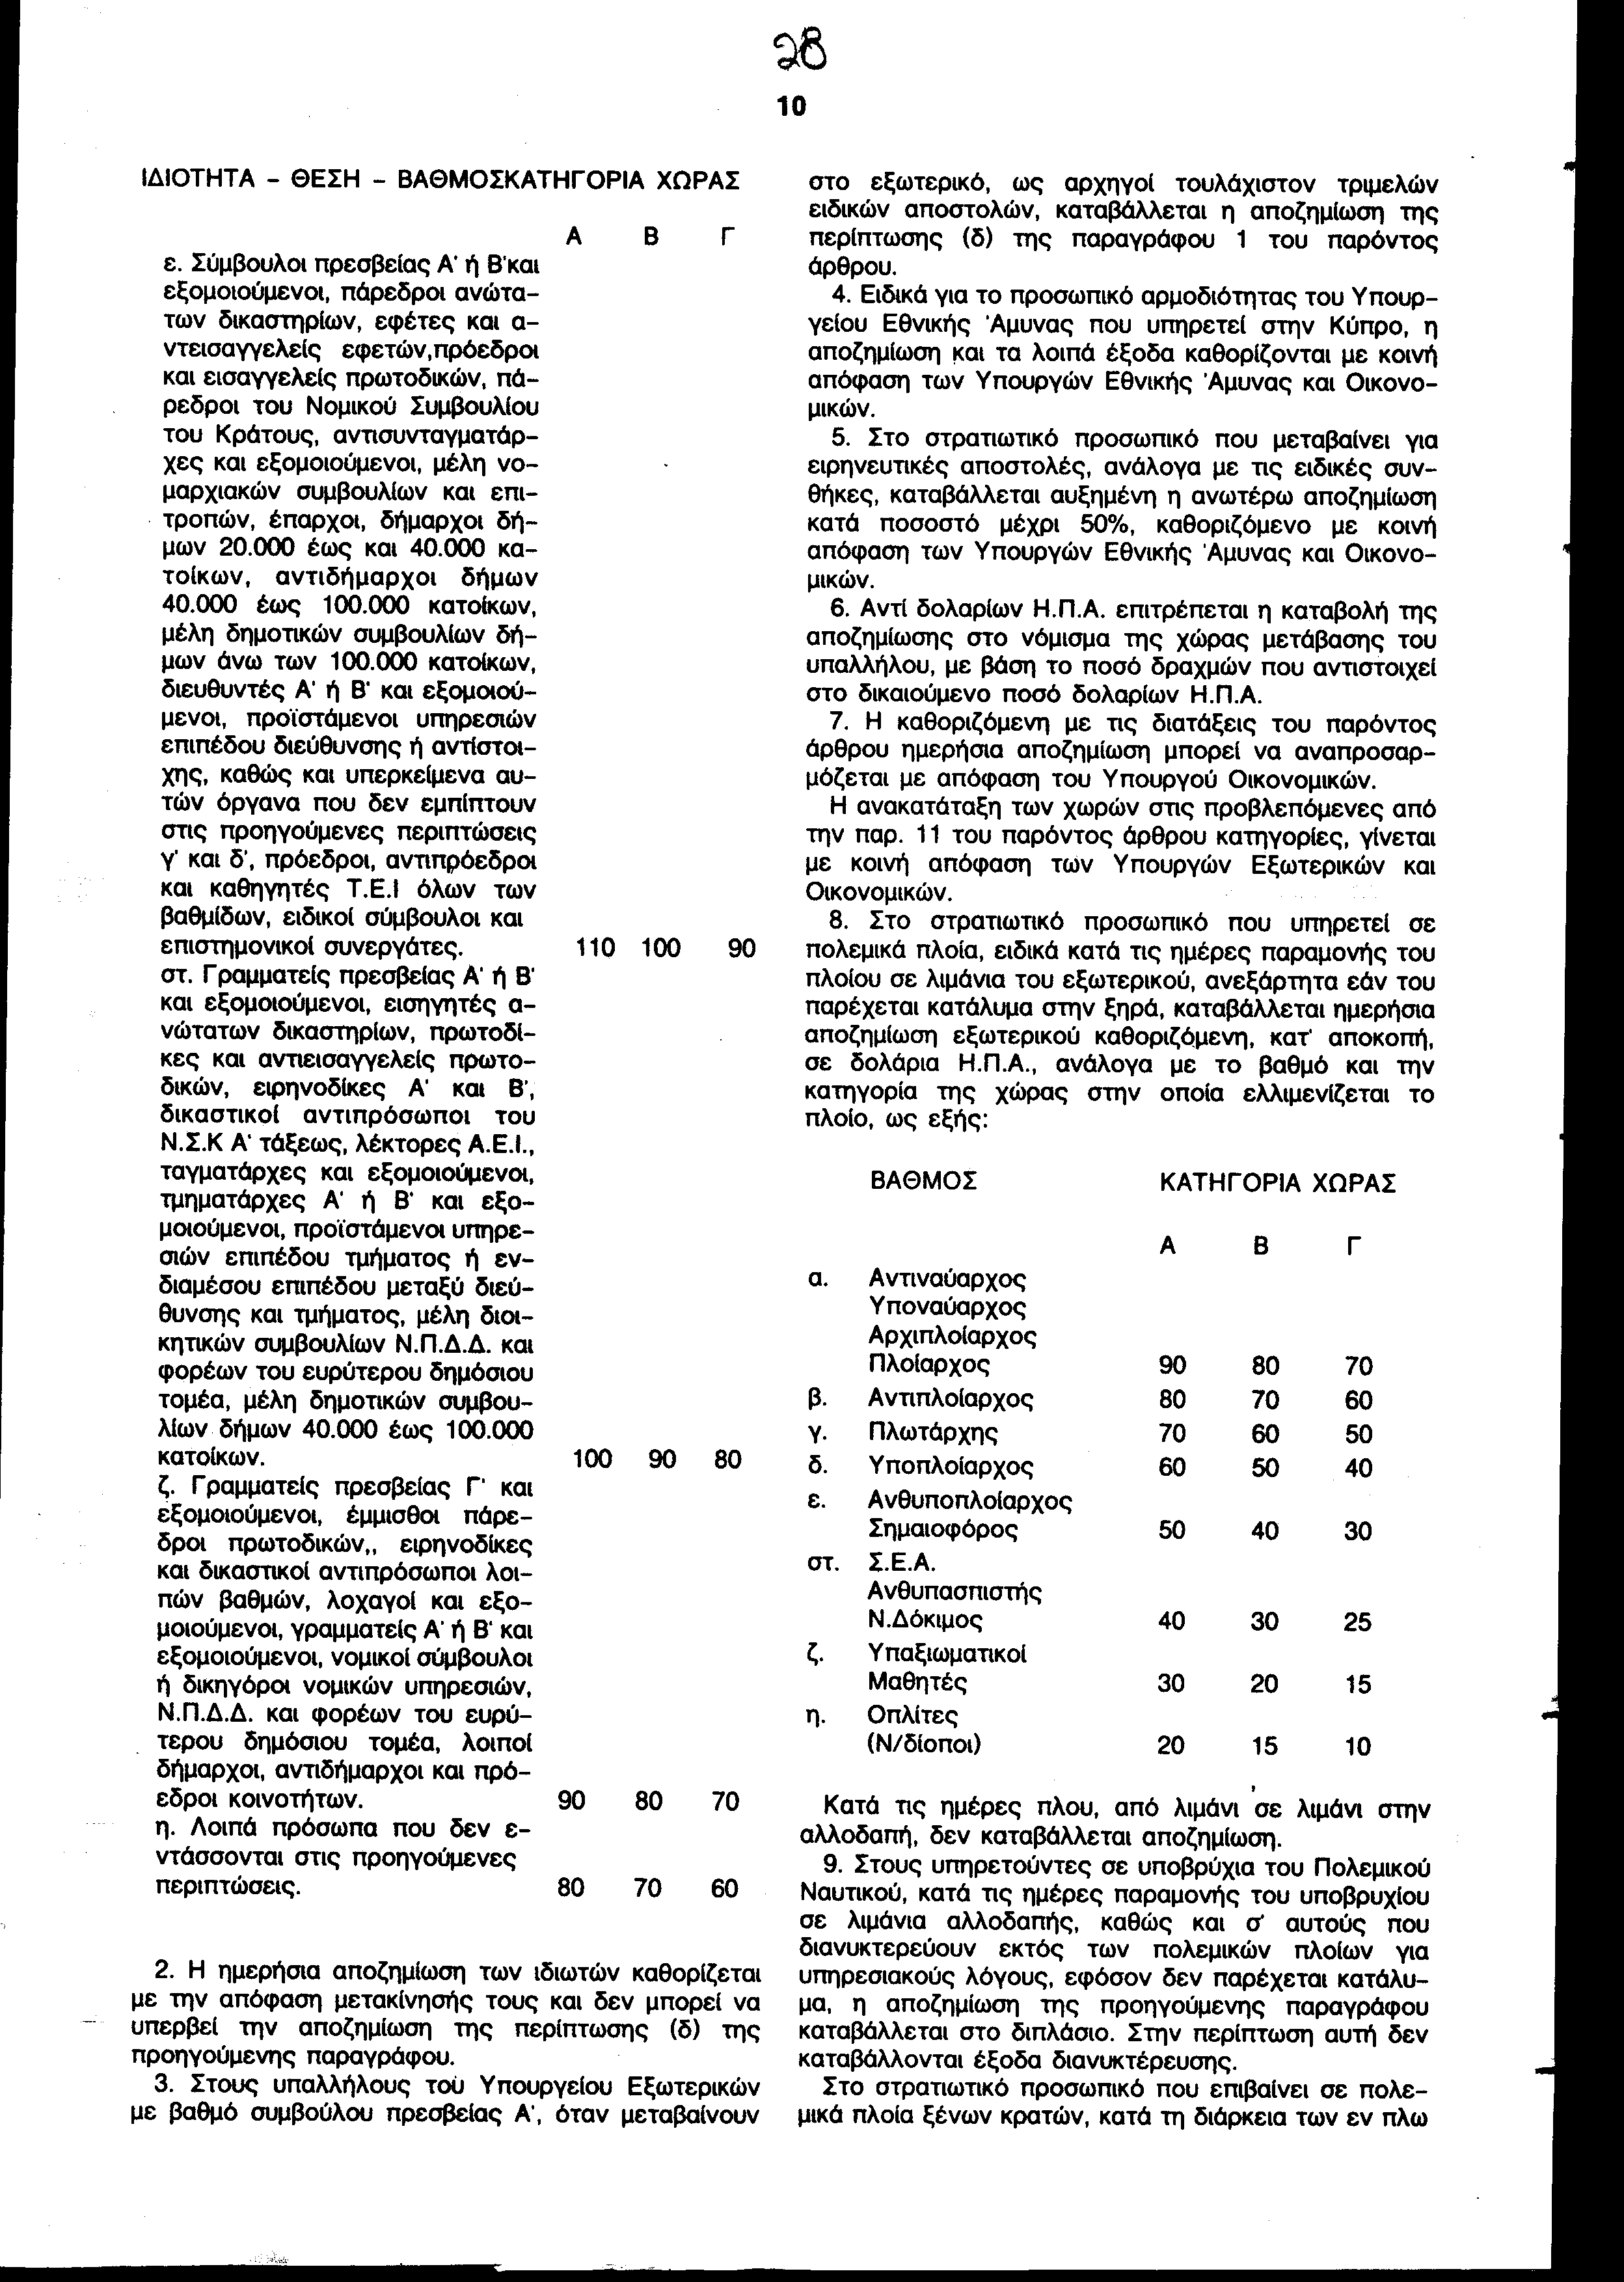 28
10
ΙΔΙΟΤΗΤΑ - ΘΕΣΗ - ΒΑΘΜΟΣΚΑΤΗΓΟΡΙΑ ΧΩΡΑΣ
Α Β Γ
ε. Σύμβουλοι πρεσβείας Α' ή Β'και
εξομοιούμενοι, πάρεδροι ανώτα-
των δικαστηρίων, εφέτες και α-
ντεισαγγελείς εφετών,πρόεδροι
και εισαγγελείς πρωτοδικών, πά-
ρεδροι του Νομικού Συμβουλίου
του Κράτους, αντισυνταγματάρ-
χες και εξομοιούμενοι, μέλη νο-
μαρχιακών συμβουλίων και επι-
τροπών, έπαρχοι, δήμαρχοι δή-
μων 20.000 έως και 40.000 κα-
τοίκων, αντιδήμαρχοι δήμων
40.000 έως 100.000 κατοίκων,
μέλη δημοτικών συμβουλίων δή-
μων άνω των 100.000 κατοίκων,
διευθυντές Α' ή Β' και εξομοιού-
μενοι, προϊστάμενοι υπηρεσιών
επιπέδου διεύθυνσης ή αντίστοι-
χης, καθώς και υπερκείμενα αυ-
τών όργανα που δεν εμπίπτουν
στις προηγούμενες περιπτώσεις
γ' και δ', πρόεδροι, αντιπρόεδροι
και καθηγητές Τ.Ε.Ι όλων των
βαθμίδων, ειδικοί σύμβουλοι και
επιστημονικοί συνεργάτες. 110 100 90
στ. Γραμματείς πρεσβείας Α' ή Β'
και εξομοιούμενοι, εισηγητές α-
νώτατων δικαστηρίων, πρωτοδί-
κες και αντιεισαγγελείς πρωτο-
δικών, ειρηνοδίκες Α' και Β',
δικαστικοί αντιπρόσωποι του
Ν.Σ.Κ Α' τάξεως, λέκτορες Α.Ε.Ι.,
ταγματάρχες και εξομοιούμενοι,
τμηματάρχες Α' ή Β' και εξο-
μοιούμενοι, προϊστάμενοι υπηρε-
σιών επιπέδου τμήματος ή εν-
διαμέσου επιπέδου μεταξύ διεύ-
θυνσης και τμήματος, μέλη διοι-
κητικών συμβουλίων Ν.Π.Δ.Δ. και
φορέων του ευρύτερου δημόσιου
τομέα, μέλη δημοτικών συμβου-
λίων δήμων 40.000 έως 100.000
κατοίκων. 100 90 80
ζ. Γραμματείς πρεσβείας Γ' και
εξομοιούμενοι, έμμισθοι πάρε-
δροι πρωτοδικών,, ειρηνοδίκες
και δικαστικοί αντιπρόσωποι λοι-
πών βαθμών, λοχαγοί και εξο-
μοιούμενοι, γραμματείς Α' ή Β' και
εξομοιούμενοι, νομικοί σύμβουλοι
ή δικηγόροι νομικών υπηρεσιών,
Ν.Π.Δ.Δ. και φορέων του ευρύ-
τερου δημόσιου τομέα, λοιποί
δήμαρχοι, αντιδήμαρχοι και πρό-
εδροι κοινοτήτων. 90 80 70
η. Λοιπά πρόσωπα που δεν ε-
ντάσσονται στις προηγούμενες
περιπτώσεις. 80 70 60
2. Η ημερήσια αποζημίωση των ιδιωτών καθορίζεται
με την απόφαση μετακίνησής τους και δεν μπορεί να
υπερβεί την αποζημίωση της περίπτωσης (δ) της
προηγούμενης παραγράφου.
3. Στους υπαλλήλους του Υπουργείου Εξωτερικών
με βαθμό συμβούλου πρεσβείας Α', όταν μεταβαίνουν
στο εξωτερικό, ως αρχηγοί τουλάχιστον τριμελών
ειδικών αποστολών, καταβάλλεται η αποζημίωση της
περίπτωσης (δ) της παραγράφου 1 του παρόντος
άρθρου.
4. Ειδικά για το προσωπικό αρμοδιότητας του Υπουρ-
γείου Εθνικής 'Αμυνας που υπηρετεί στην Κύπρο, η
αποζημίωση και τα λοιπά έξοδα καθορίζονται με κοινή
απόφαση των Υπουργών Εθνικής 'Αμυνας και Οικονο-
μικών.
5. Στο στρατιωτικό προσωπικό που μεταβαίνει για
ειρηνευτικές αποστολές, ανάλογα με τις ειδικές συν-
θήκες, καταβάλλεται αυξημένη η ανωτέρω αποζημίωση
κατά ποσοστό μέχρι 50%, καθοριζόμενο με κοινή
απόφαση των Υπουργών Εθνικής 'Αμυνας και Οικονο-
μικών.
6. Αντί δολαρίων Η.Π.Α. επιτρέπεται η καταβολή της
αποζημίωσης στο νόμισμα της χώρας μετάβασης του
υπαλλήλου, με βάση το ποσό δραχμών που αντιστοιχεί
στο δικαιούμενο ποσό δολαρίων Η.Π.Α.
7. Η καθοριζόμενη με τις διατάξεις του παρόντος
άρθρου ημερήσια αποζημίωση μπορεί να αναπροσαρ-
μόζεται με απόφαση του Υπουργού Οικονομικών.
Η ανακατάταξη των χωρών στις προβλεπόμενες από
την παρ. 11 του παρόντος άρθρου κατηγορίες, γίνεται
με κοινή απόφαση των Υπουργών Εξωτερικών και
Οικονομικών.
8. Στο στρατιωτικό προσωπικό που υπηρετεί σε
πολεμικά πλοία, ειδικά κατά τις ημέρες παραμονής του
πλοίου σε λιμάνια του εξωτερικού, ανεξάρτητα εάν του
παρέχεται κατάλυμα στην ξηρά, καταβάλλεται ημερήσια
αποζημίωση εξωτερικού καθοριζόμενη, κατ' αποκοπή,
σε δολάρια Η.Π.Α., ανάλογα με το βαθμό και την
κατηγορία της χώρας στην οποία ελλιμενίζεται το
πλοίο, ως εξής:
ΒΑΘΜΟΣ ΚΑΤΗΓΟΡΙΑ ΧΩΡΑΣ
Α Β Γ
α. Αντιναύαρχος
Υποναύαρχος
Αρχιπλοίαρχος
Πλοίαρχος 90 80 70
β. Αντιπλοίαρχος 80 70 60
γ. Πλωτάρχης 70 60 50
δ. Υποπλοίαρχος 60 50 40
ε. Ανθυποπλοίαρχος
Σημαιοφόρος 50 40 30
στ. Σ.Ε.Α.
Ανθυπασπιστής
Ν.Δόκιμος 40 30 25
ζ. Υπαξιωματικοί
Μαθητές 30 20 15
η. Οπλίτες
(Ν/δίοποι) 20 15 10
Κατά τις ημέρες πλου, από λιμάνι σε λιμάνι στην
αλλοδαπή, δεν καταβάλλεται αποζημίωση.
9. Στους υπηρετούντες σε υποβρύχια του Πολεμικού
Ναυτικού, κατά τις ημέρες παραμονής του υποβρυχίου
σε λιμάνια αλλοδαπής, καθώς και σ' αυτούς που
διανυκτερεύουν εκτός των πολεμικών πλοίων για
υπηρεσιακούς λόγους, εφόσον δεν παρέχεται κατάλυ-
μα, η αποζημίωση της προηγούμενης παραγράφου
καταβάλλεται στο διπλάσιο. Στην περίπτωση αυτή δεν
καταβάλλονται έξοδα διανυκτέρευσης.
Στο στρατιωτικό προσωπικό που επιβαίνει σε πολε-
μικά πλοία ξένων κρατών, κατά τη διάρκεια των εν πλω